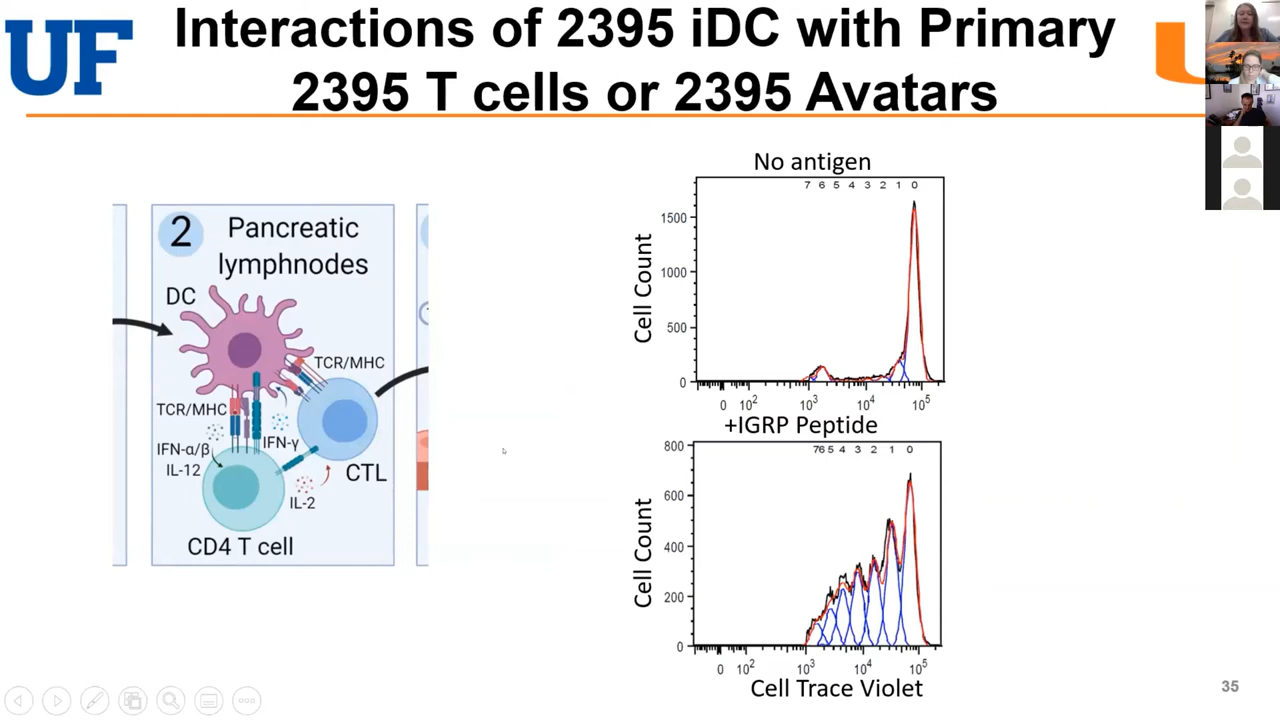 UF
Interactions of 2395 iDC with Primary
2395 T cells or 2395 Avatars
2
Pancreatic
lymphnodes
DC
TCR/MHC
TCR/MHC
IFN-α/β
IL-12
IFN-γ
CTL
IL-2
CD4 T cell
No antigen
7 6 5 4 3 2 1 0
Cell Count
1500
1000
500
0
0 10² 10³ 10⁴ 10⁵
+IGRP Peptide
76 5 4 3 2 1 0
Cell Count
800
600
400
200
0
0 10² 10³ 10⁴ 10⁵
Cell Trace Violet
35